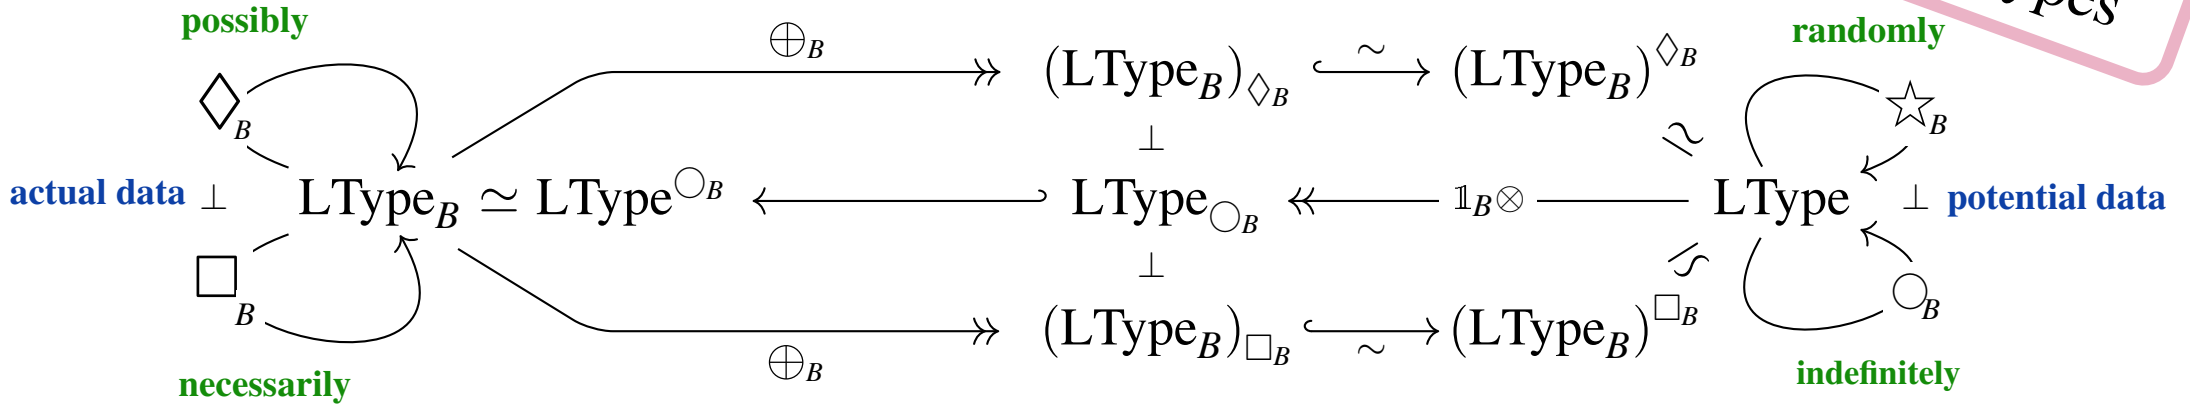 possibly
⊕_B
(LType_B)_{◇_B} ∼ (LType_B)^{◇_B}
randomly
◇_B
☆_B
⊥
≃
actual data ⊥ LType_B ≃ LType^{○_B}
LType_{○_B}
𝟙_B⊗
LType ⊥ potential data
□_B
⊥
≃
○_B
necessarily
⊕_B
(LType_B)_{□_B} ∼ (LType_B)^{□_B}
indefinitely